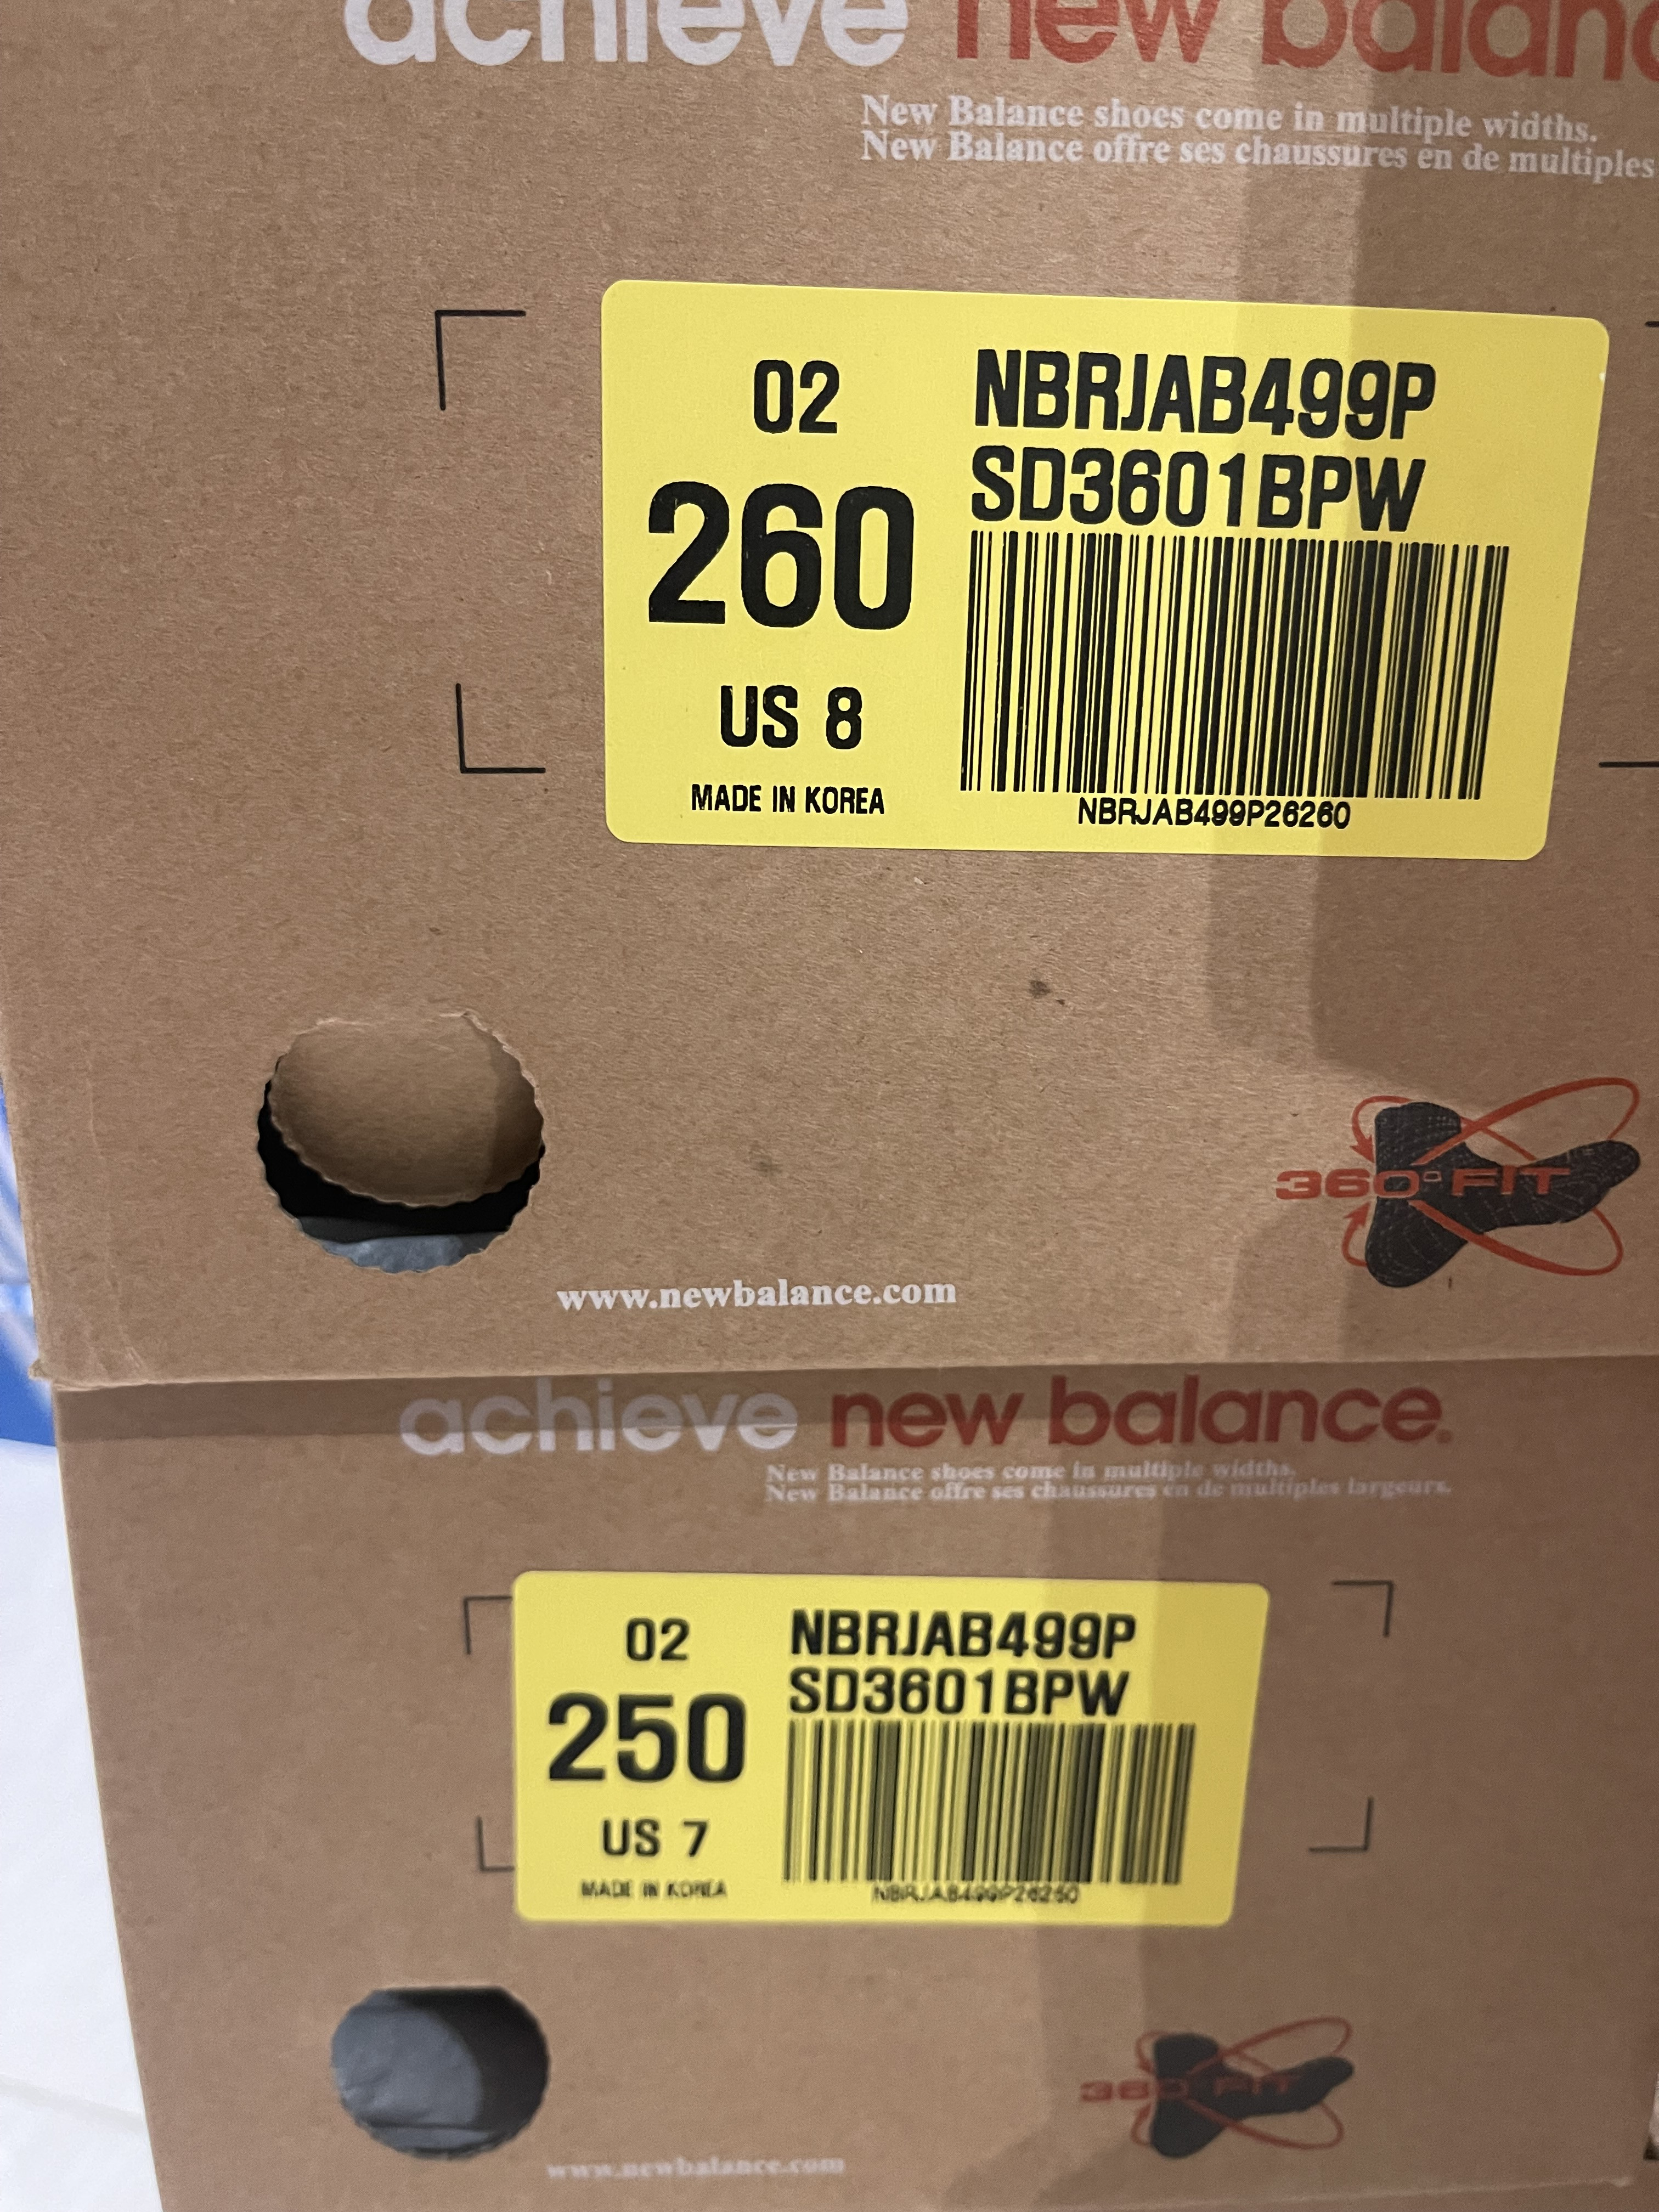 achieve new balanc
New Balance shoes come in multiple widths.
New Balance offre ses chaussures en de multiples
02
260
US 8
MADE IN KOREA
NBRJAB499P
SD3601BPW
NBRJAB499P26260
360° FIT
www.newbalance.com
achieve new balance.
New Balance shoes come in multiple widths.
New Balance offre ses chaussures en de multiples largeurs.
02
250
US 7
MADE IN KOREA
NBRJAB499P
SD3601BPW
NBRJAB499P26250
360° FIT
www.newbalance.com